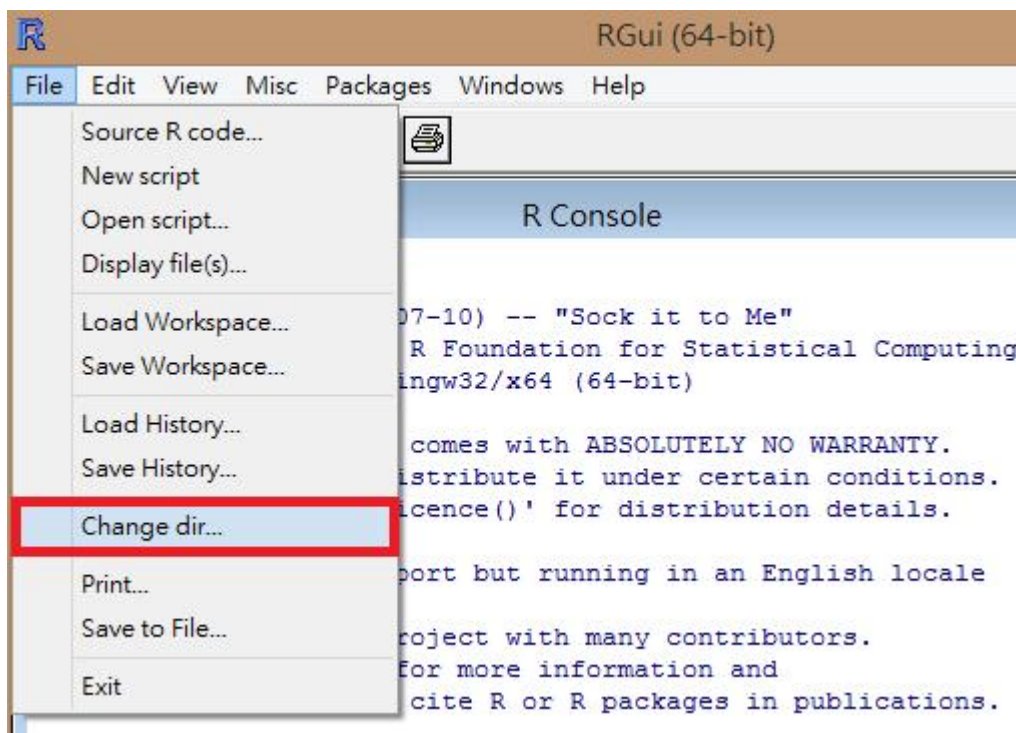 R RGui (64-bit)
File Edit View Misc Packages Windows Help
Source R code...
New script
Open script...
Display file(s)...
Load Workspace...
Save Workspace...
Load History...
Save History...
Change dir...
Print...
Save to File...
Exit
R Console
07-10) -- "Sock it to Me"
R Foundation for Statistical Computing
ingw32/x64 (64-bit)
comes with ABSOLUTELY NO WARRANTY.
istribute it under certain conditions.
icence()' for distribution details.
port but running in an English locale
roject with many contributors.
for more information and
cite R or R packages in publications.